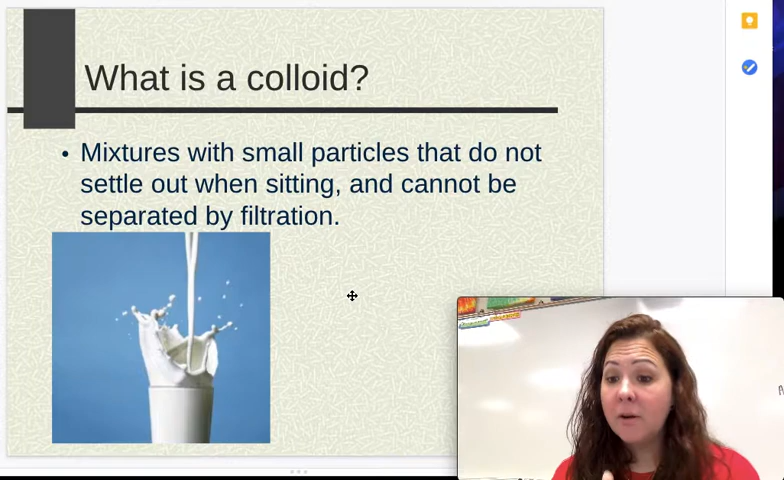 What is a colloid?
• Mixtures with small particles that do not
settle out when sitting, and cannot be
separated by filtration.